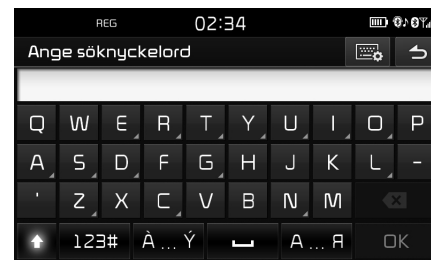 REG 02:34
Ange söknyckelord
Q W E R T Y U I O P
A S D F G H J K L -
' Z X C V B N M
123# À ... Ý A ... Я OK